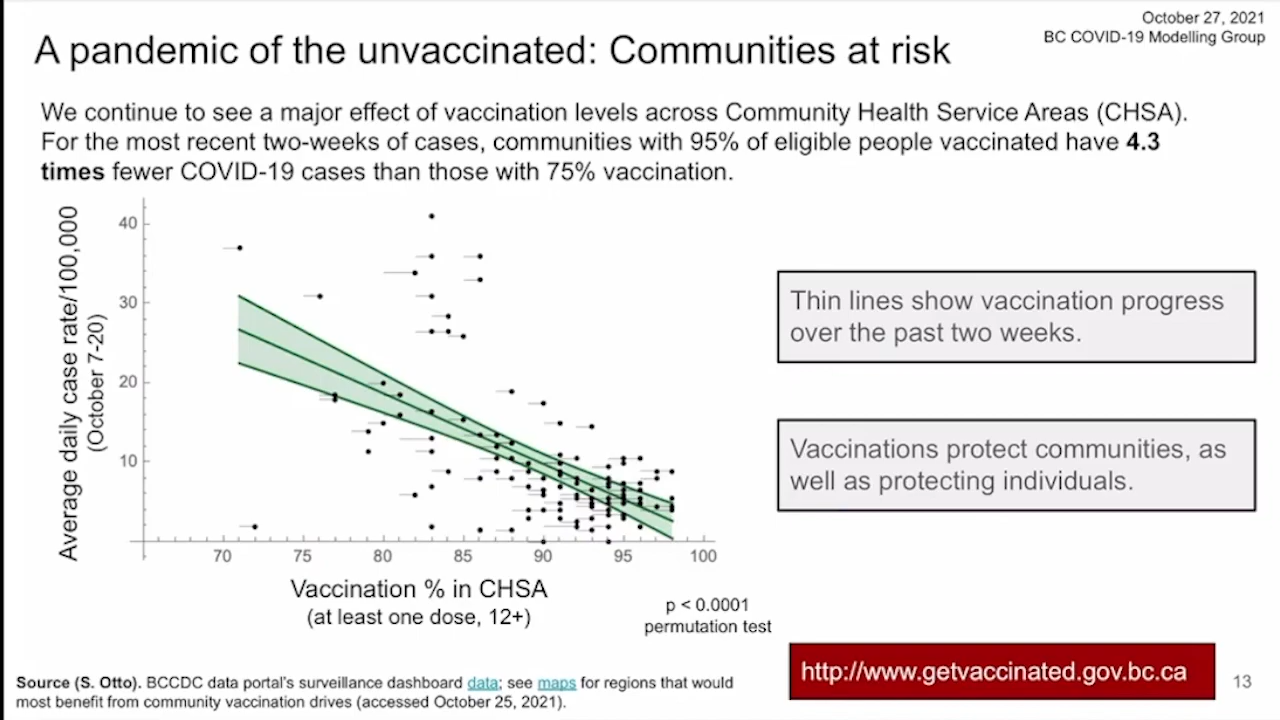 October 27, 2021
BC COVID-19 Modelling Group
A pandemic of the unvaccinated: Communities at risk
We continue to see a major effect of vaccination levels across Community Health Service Areas (CHSA).
For the most recent two-weeks of cases, communities with 95% of eligible people vaccinated have 4.3
times fewer COVID-19 cases than those with 75% vaccination.
Average daily case rate/100,000
(October 7-20)
40
30
20
10
70 75 80 85 90 95 100
Vaccination % in CHSA
(at least one dose, 12+)
p < 0.0001
permutation test
Thin lines show vaccination progress
over the past two weeks.
Vaccinations protect communities, as
well as protecting individuals.
http://www.getvaccinated.gov.bc.ca
13
Source (S. Otto). BCCDC data portal's surveillance dashboard data; see maps for regions that would
most benefit from community vaccination drives (accessed October 25, 2021).